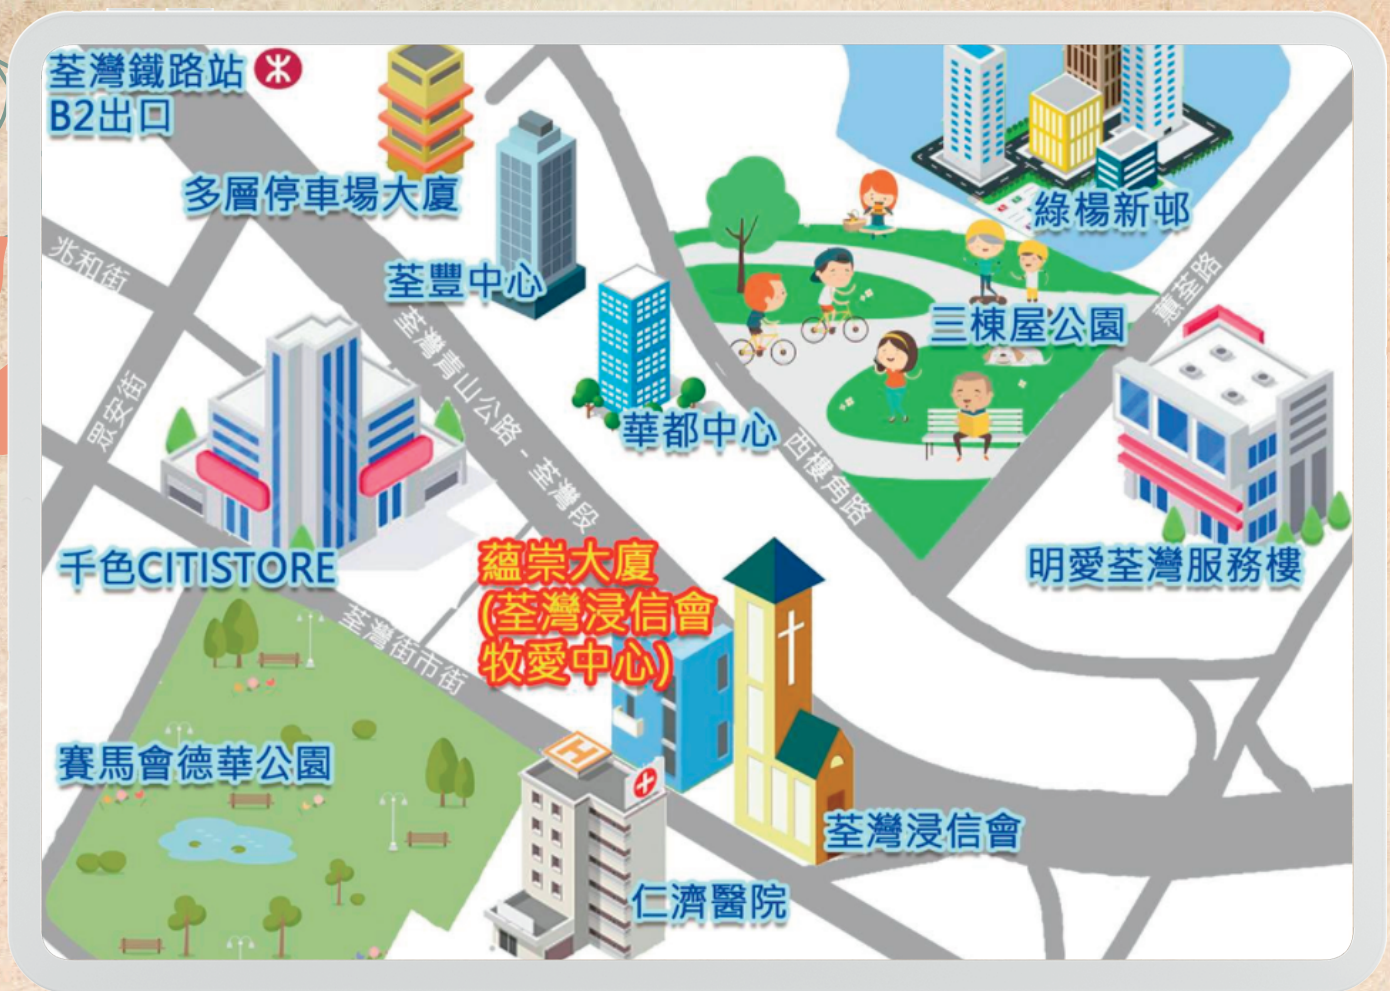 荃灣鐵路站
B2出口
多層停車場大廈
綠楊新邨
兆和街
荃豐中心
蕙荃路
荃灣青山公路 - 荃灣段
三棟屋公園
眾安街
華都中心
西樓角路
千色CITISTORE
蘊崇大廈
(荃灣浸信會
牧愛中心)
明愛荃灣服務樓
荃灣街市街
賽馬會德華公園
H
荃灣浸信會
仁濟醫院